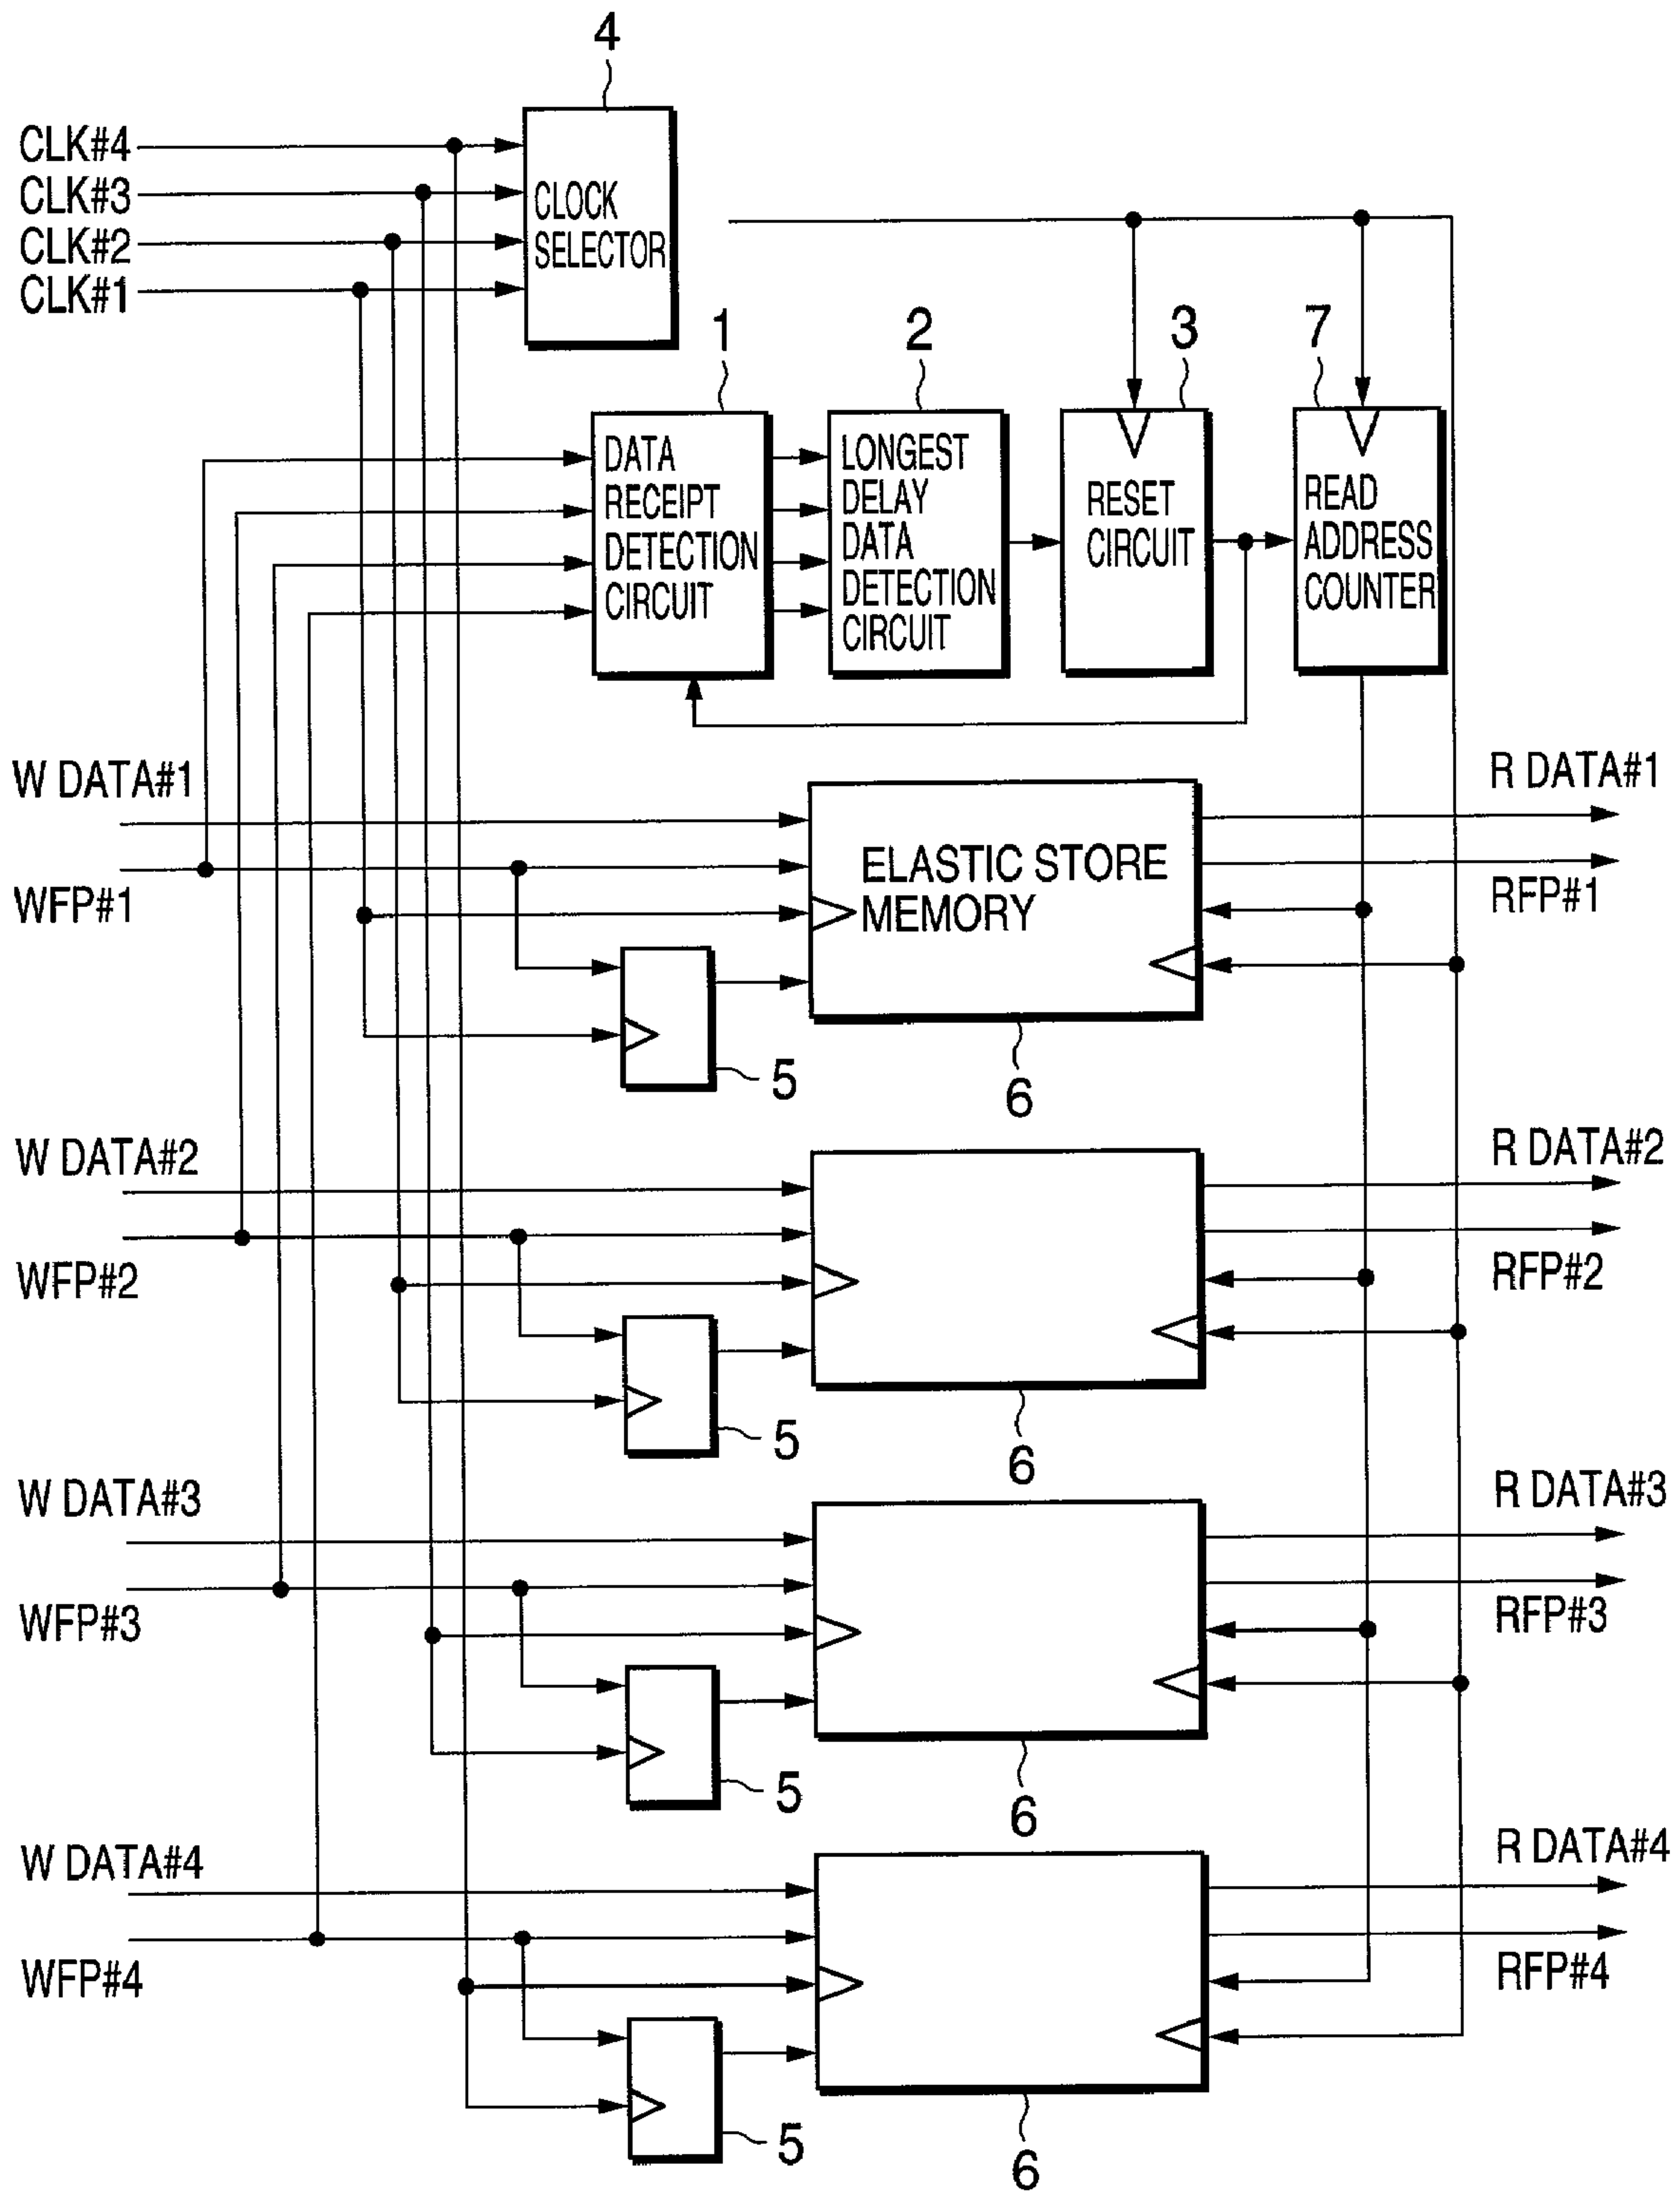 4
CLK#4
CLK#3
CLK#2
CLK#1
CLOCK
SELECTOR
1
2
3
7
DATA
RECEIPT
DETECTION
CIRCUIT
LONGEST
DELAY
DATA
DETECTION
CIRCUIT
RESET
CIRCUIT
READ
ADDRESS
COUNTER
W DATA#1
WFP#1
ELASTIC STORE
MEMORY
R DATA#1
RFP#1
5
6
W DATA#2
WFP#2
R DATA#2
RFP#2
5
6
W DATA#3
WFP#3
R DATA#3
RFP#3
5
6
W DATA#4
WFP#4
R DATA#4
RFP#4
5
6